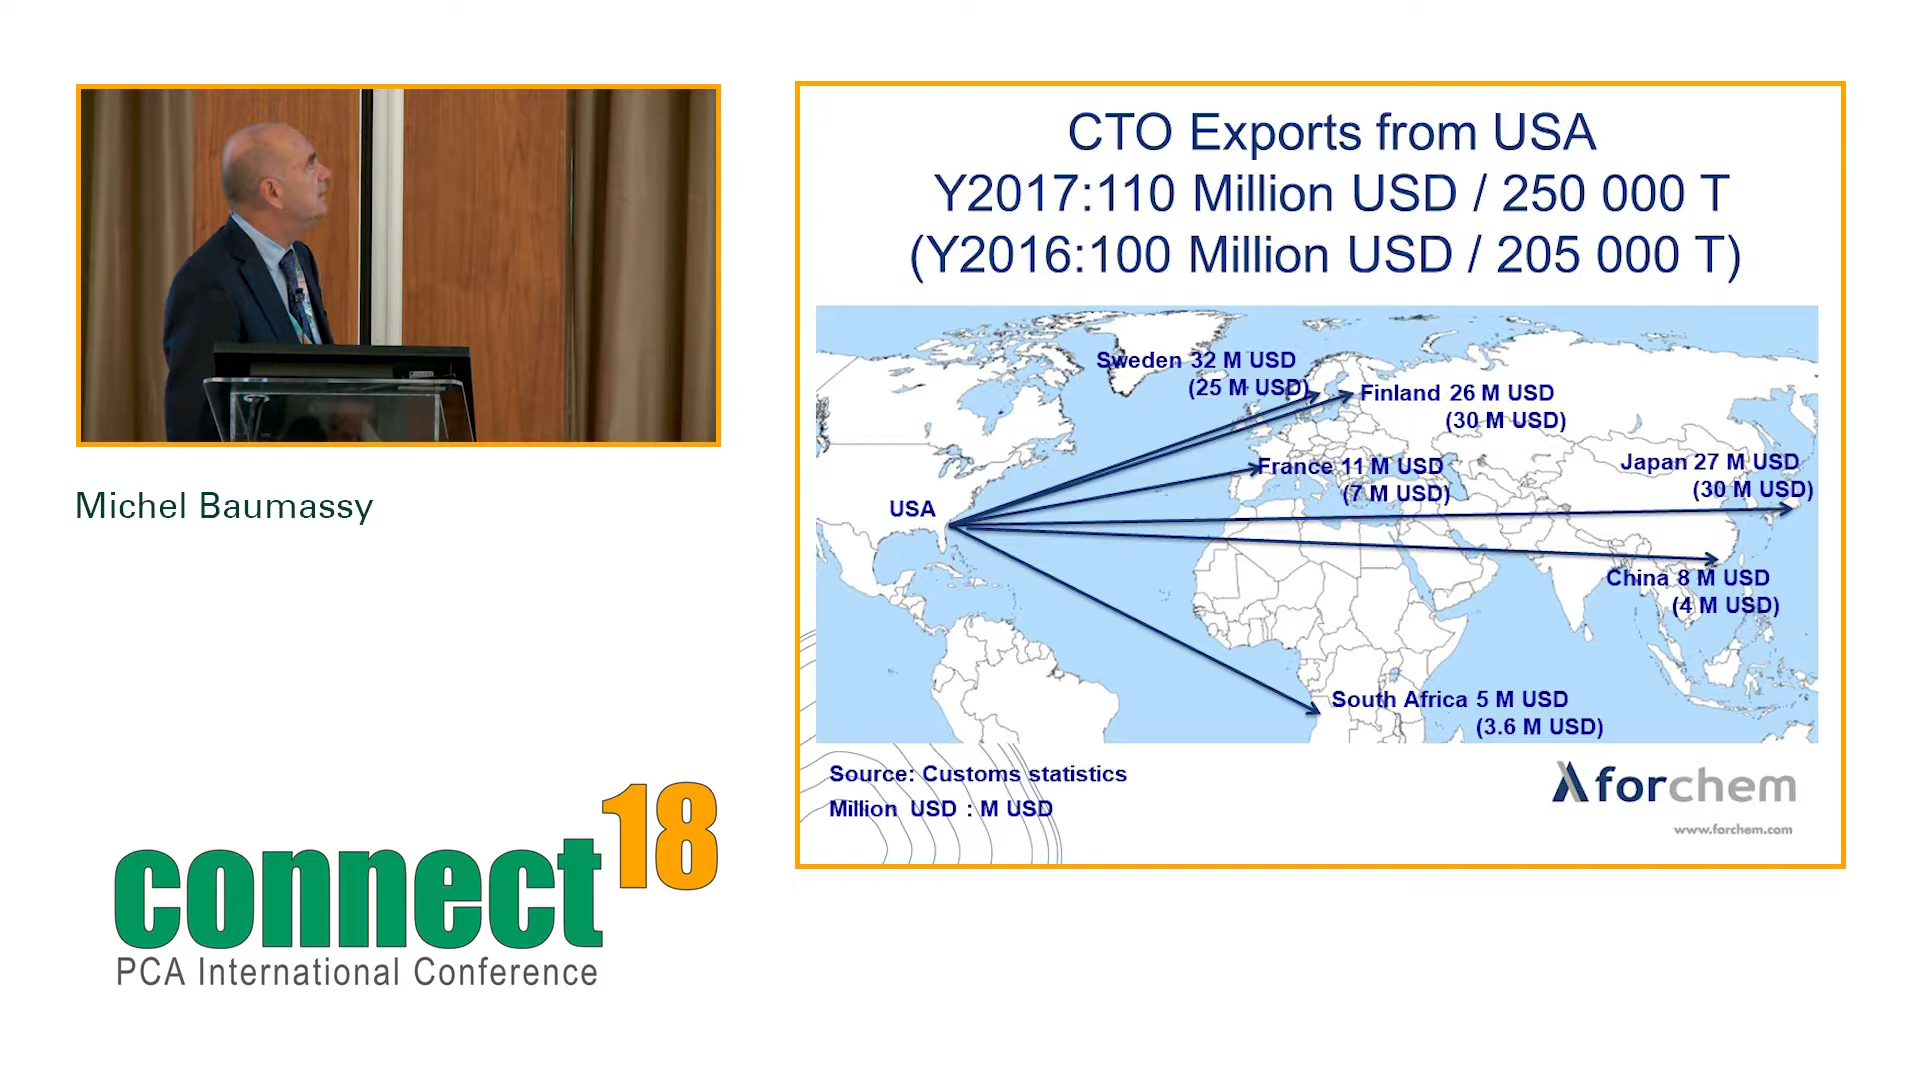 Michel Baumassy
connect18
PCA International Conference
CTO Exports from USA
Y2017:110 Million USD / 250 000 T
(Y2016:100 Million USD / 205 000 T)
Sweden 32 M USD
(25 M USD)
Finland 26 M USD
(30 M USD)
France 11 M USD
(7 M USD)
Japan 27 M USD
(30 M USD)
USA
China 8 M USD
(4 M USD)
South Africa 5 M USD
(3.6 M USD)
Source: Customs statistics
Million USD : M USD
forchem
www.forchem.com